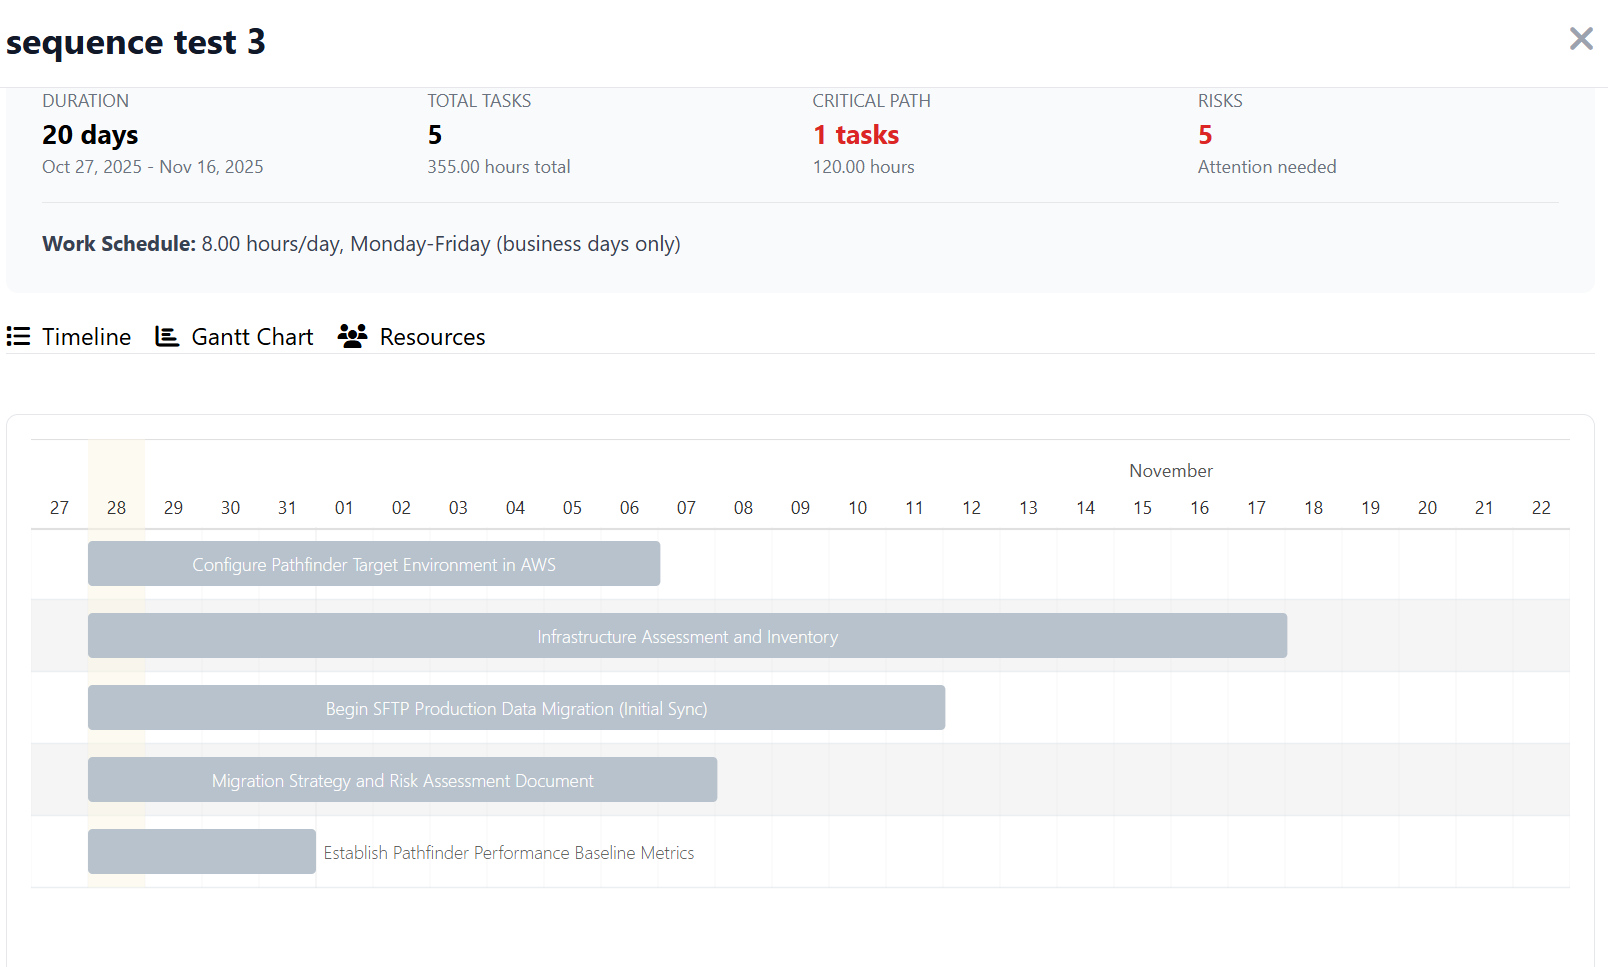 sequence test 3
DURATION
20 days
Oct 27, 2025 - Nov 16, 2025
TOTAL TASKS
5
355.00 hours total
CRITICAL PATH
1 tasks
120.00 hours
RISKS
5
Attention needed
Work Schedule: 8.00 hours/day, Monday-Friday (business days only)
Timeline Gantt Chart Resources
November
27 28 29 30 31 01 02 03 04 05 06 07 08 09 10 11 12 13 14 15 16 17 18 19 20 21 22
Configure Pathfinder Target Environment in AWS
Infrastructure Assessment and Inventory
Begin SFTP Production Data Migration (Initial Sync)
Migration Strategy and Risk Assessment Document
Establish Pathfinder Performance Baseline Metrics